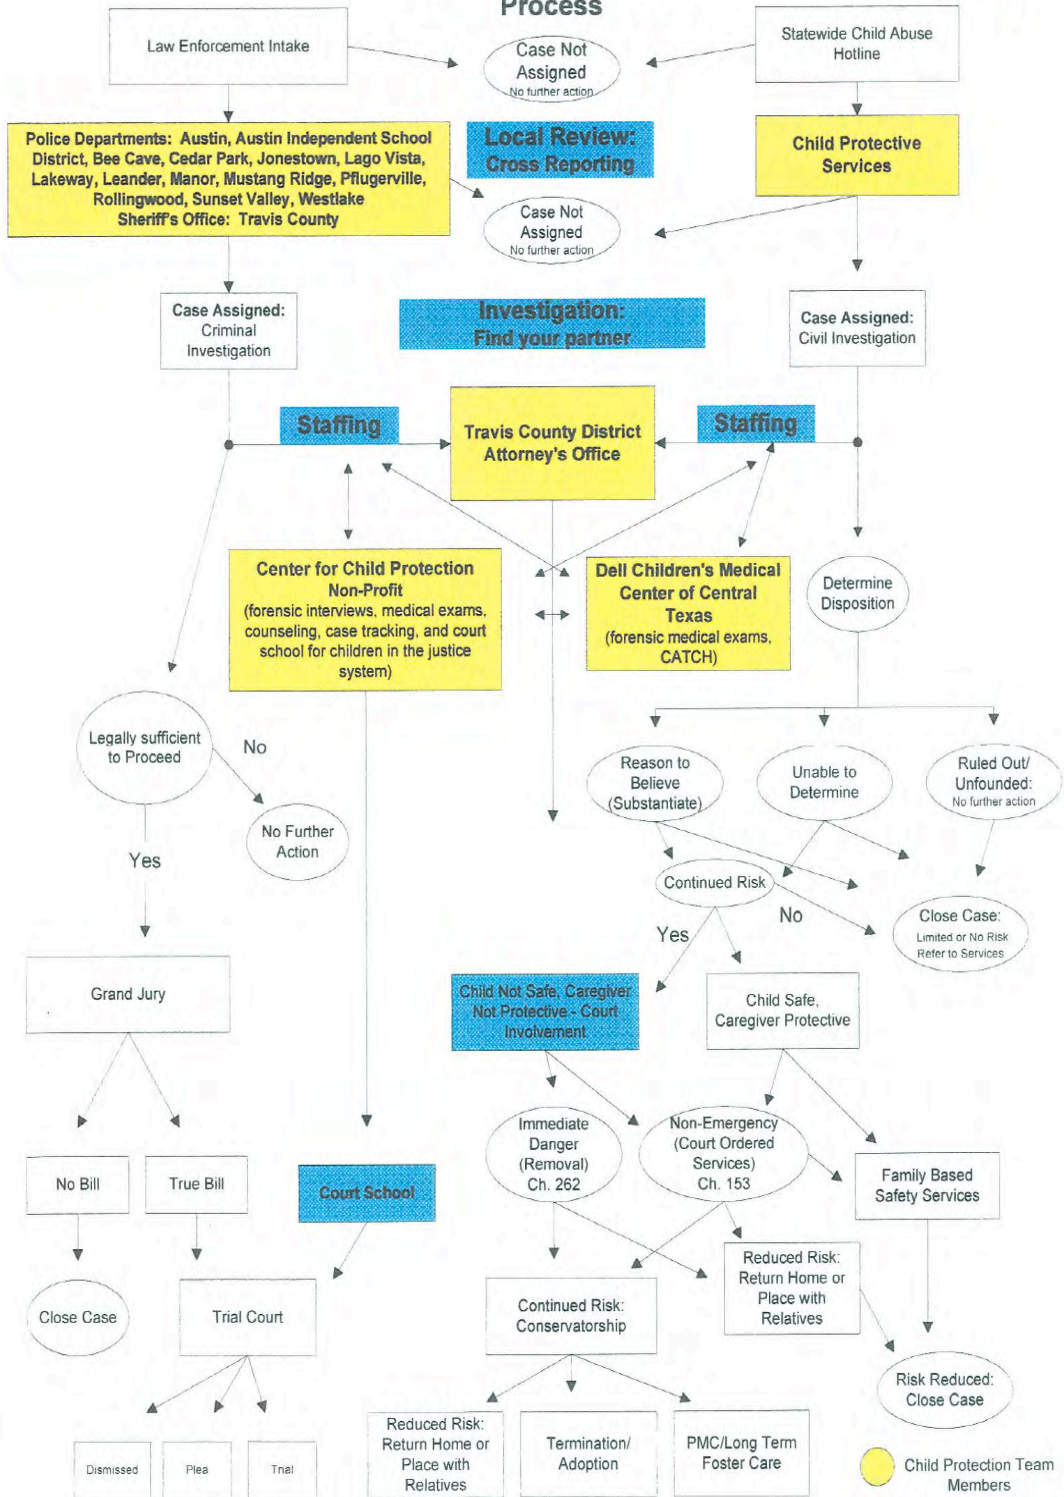 Process
Law Enforcement Intake
Case Not
Assigned
No further action
Statewide Child Abuse
Hotline
Police Departments: Austin, Austin Independent School
District, Bee Cave, Cedar Park, Jonestown, Lago Vista,
Lakeway, Leander, Manor, Mustang Ridge, Pflugerville,
Rollingwood, Sunset Valley, Westlake
Sheriff's Office: Travis County
Local Review:
Cross Reporting
Child Protective
Services
Case Not
Assigned
No further action
Case Assigned:
Criminal
Investigation
Investigation:
Find your partner
Case Assigned:
Civil Investigation
Staffing
Travis County District
Attorney's Office
Staffing
Center for Child Protection
Non-Profit
(forensic interviews, medical exams,
counseling, case tracking, and court
school for children in the justice
system)
Dell Children's Medical
Center of Central
Texas
(forensic medical exams,
CATCH)
Determine
Disposition
Legally sufficient
to Proceed
No
No Further
Action
Yes
Reason to
Believe
(Substantiate)
Unable to
Determine
Ruled Out/
Unfounded:
No further action
Continued Risk
No
Yes
Close Case:
Limited or No Risk
Refer to Services
Grand Jury
Child Not Safe, Caregiver
Not Protective - Court
Involvement
Child Safe,
Caregiver Protective
No Bill
True Bill
Court School
Immediate
Danger
(Removal)
Ch. 262
Non-Emergency
(Court Ordered
Services)
Ch. 153
Family Based
Safety Services
Close Case
Trial Court
Continued Risk:
Conservatorship
Reduced Risk:
Return Home or
Place with
Relatives
Risk Reduced:
Close Case
Dismissed
Plea
Trial
Reduced Risk:
Return Home or
Place with
Relatives
Termination/
Adoption
PMC/Long Term
Foster Care
Child Protection Team
Members